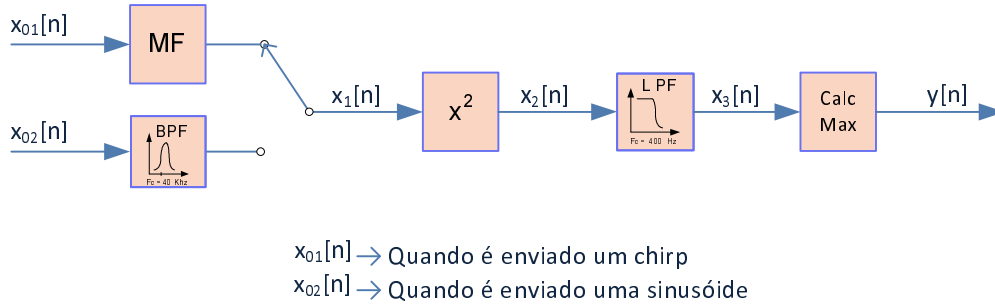 x01[n]
MF
x02[n]
BPF
Fc = 40 Khz
x1[n]
x²
x2[n]
LPF
Fc = 400 Hz
x3[n]
Calc
Max
y[n]
x01[n] → Quando é enviado um chirp
x02[n] → Quando é enviado uma sinusóide